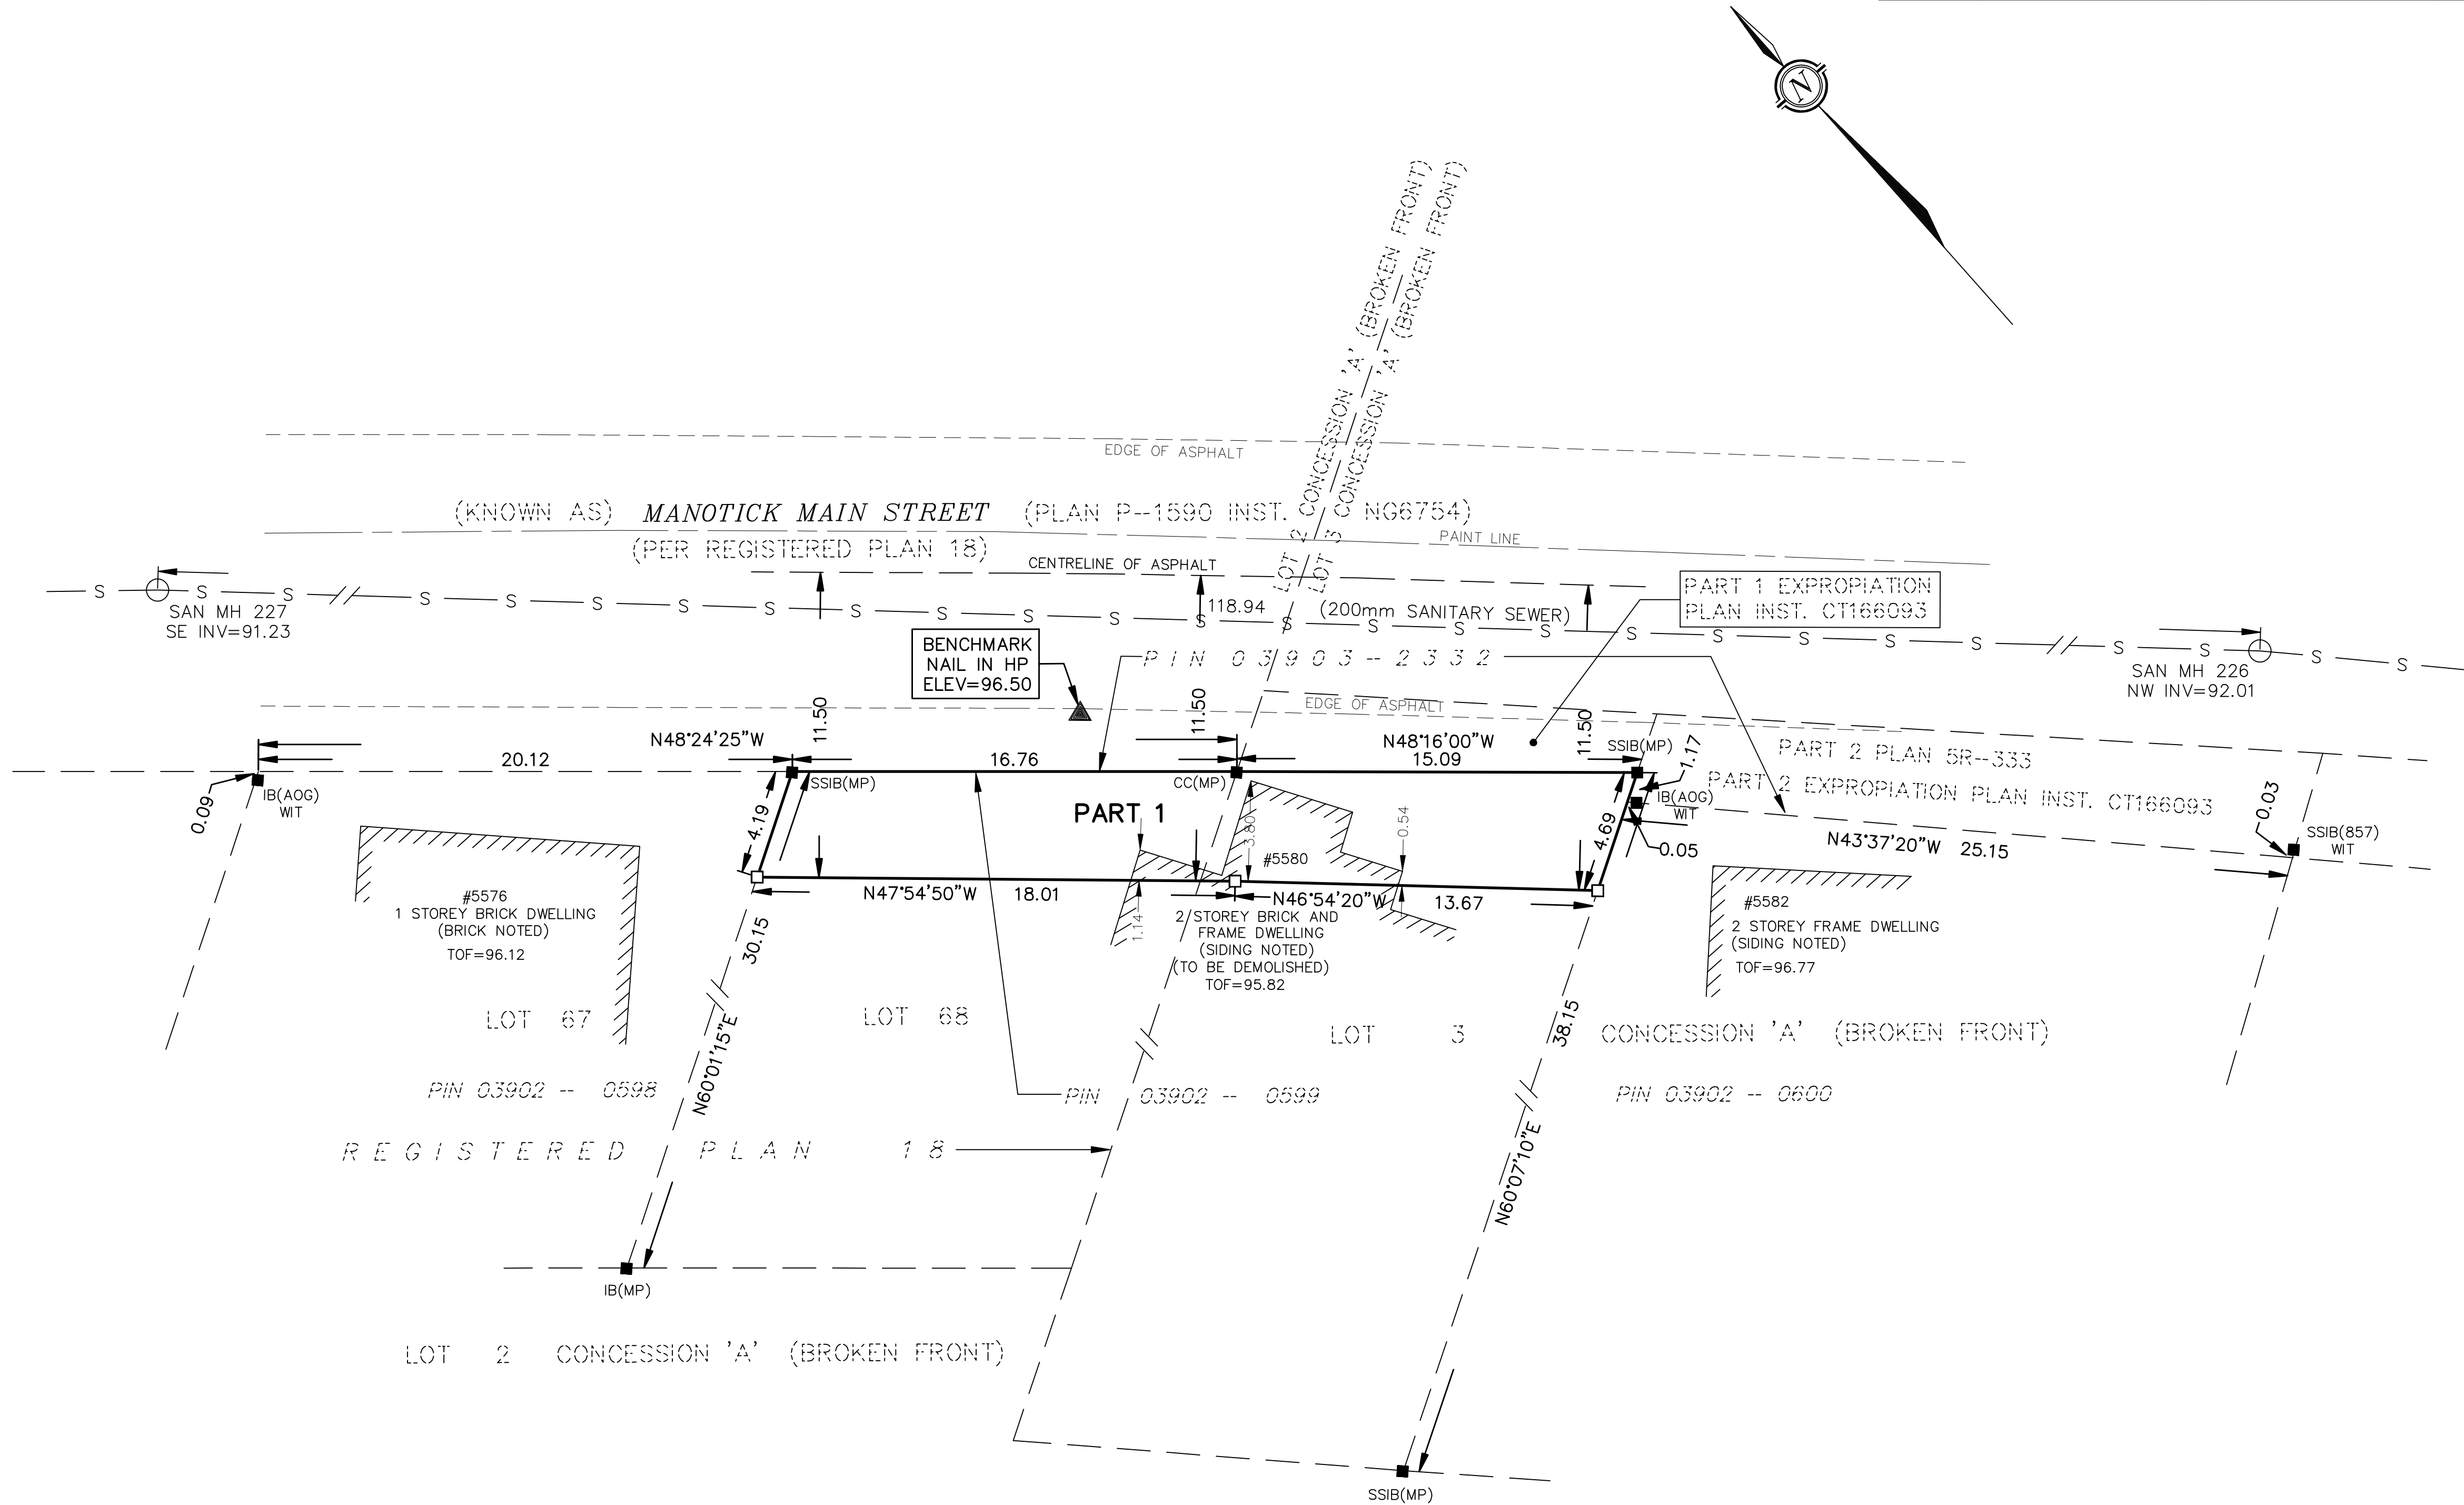 N
LOT 2 CONCESSION 'A' (BROKEN FRONT)
LOT 3 CONCESSION 'A' (BROKEN FRONT)
EDGE OF ASPHALT
(KNOWN AS) MANOTICK MAIN STREET (PLAN P--1590 INST. NG6754)
(PER REGISTERED PLAN 18)
PAINT LINE
CENTRELINE OF ASPHALT
PART 1 EXPROPIATION
PLAN INST. CT166093
S S S S S S S S S S S S S S S S S S S S S S S S S S
SAN MH 227
SE INV=91.23
118.94 (200mm SANITARY SEWER)
BENCHMARK
NAIL IN HP
ELEV=96.50
PIN 03903--2332
SAN MH 226
NW INV=92.01
11.50
11.50
11.50
EDGE OF ASPHALT
N48°24'25"W
N48°16'00"W
SSIB(MP)
1.17
PART 2 PLAN 5R--333
20.12
16.76
15.09
PART 2 EXPROPIATION PLAN INST. CT166093
0.09
IB(AOG)
WIT
SSIB(MP)
CC(MP)
IB(AOG)
WIT
0.03
SSIB(857)
WIT
4.19
PART 1
3.80
0.54
4.69
0.05
N43°37'20"W 25.15
#5580
#5576
1 STOREY BRICK DWELLING
(BRICK NOTED)
TOF=96.12
N47°54'50"W 18.01
N46°54'20"W 13.67
1.14
2 STOREY BRICK AND
FRAME DWELLING
(SIDING NOTED)
(TO BE DEMOLISHED)
TOF=95.82
#5582
2 STOREY FRAME DWELLING
(SIDING NOTED)
TOF=96.77
30.15
38.15
LOT 67
LOT 68
LOT 3 CONCESSION 'A' (BROKEN FRONT)
N60°01'15"E
PIN 03902 -- 0598
PIN 03902 -- 0599
PIN 03902 -- 0600
REGISTERED PLAN 18
N60°07'10"E
IB(MP)
LOT 2 CONCESSION 'A' (BROKEN FRONT)
SSIB(MP)